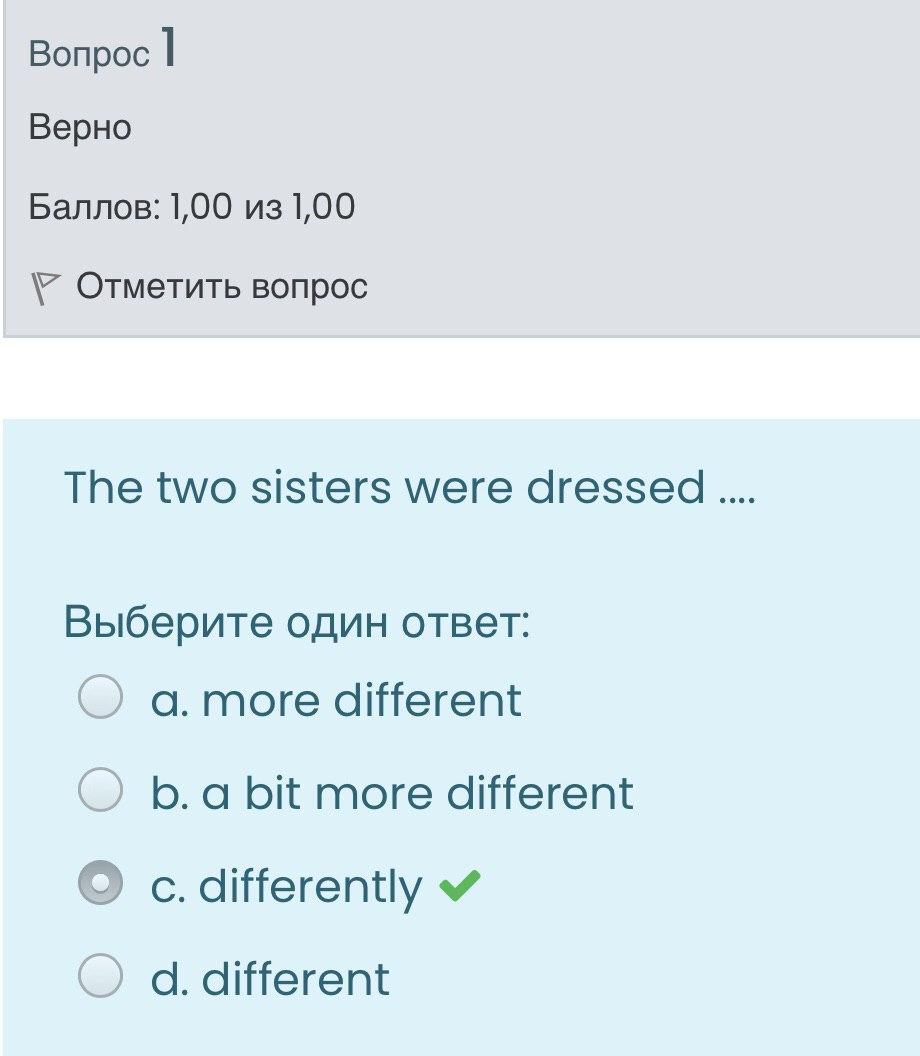 Вопрос 1
Верно
Баллов: 1,00 из 1,00
Отметить вопрос
The two sisters were dressed ....
Выберите один ответ:
a. more different
b. a bit more different
c. differently
d. different